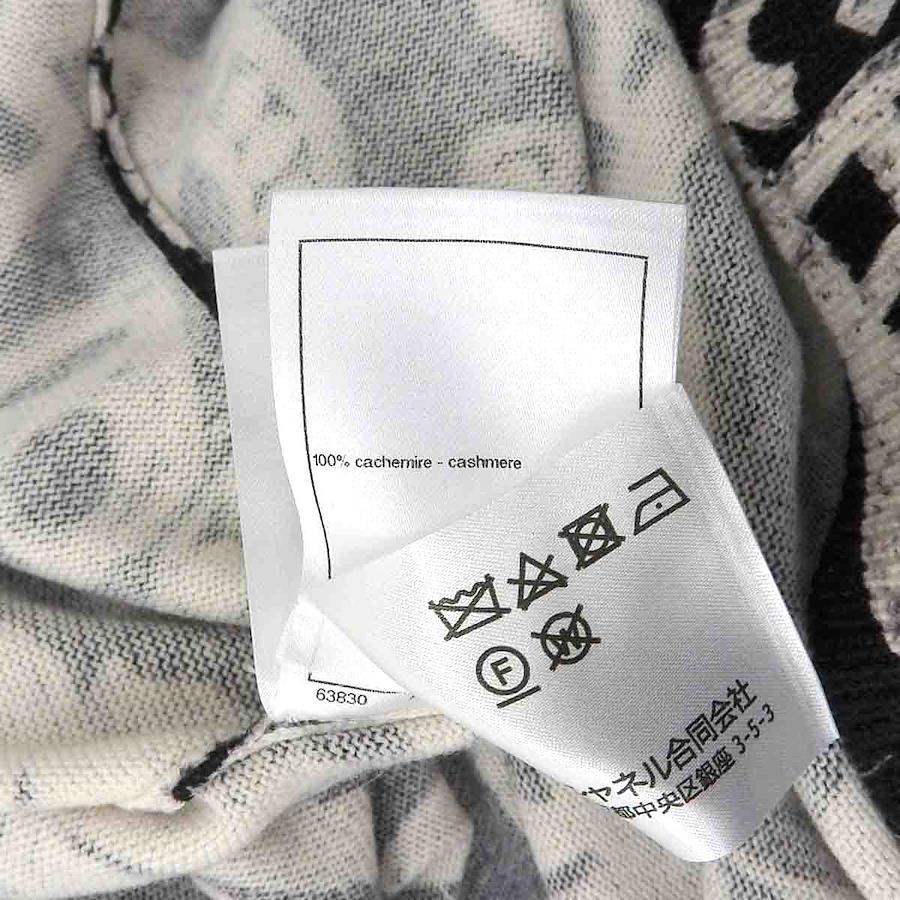 100% cachemire - cashmere
F
W
ャネル合同会社
都中央区銀座 3-5-3
63830